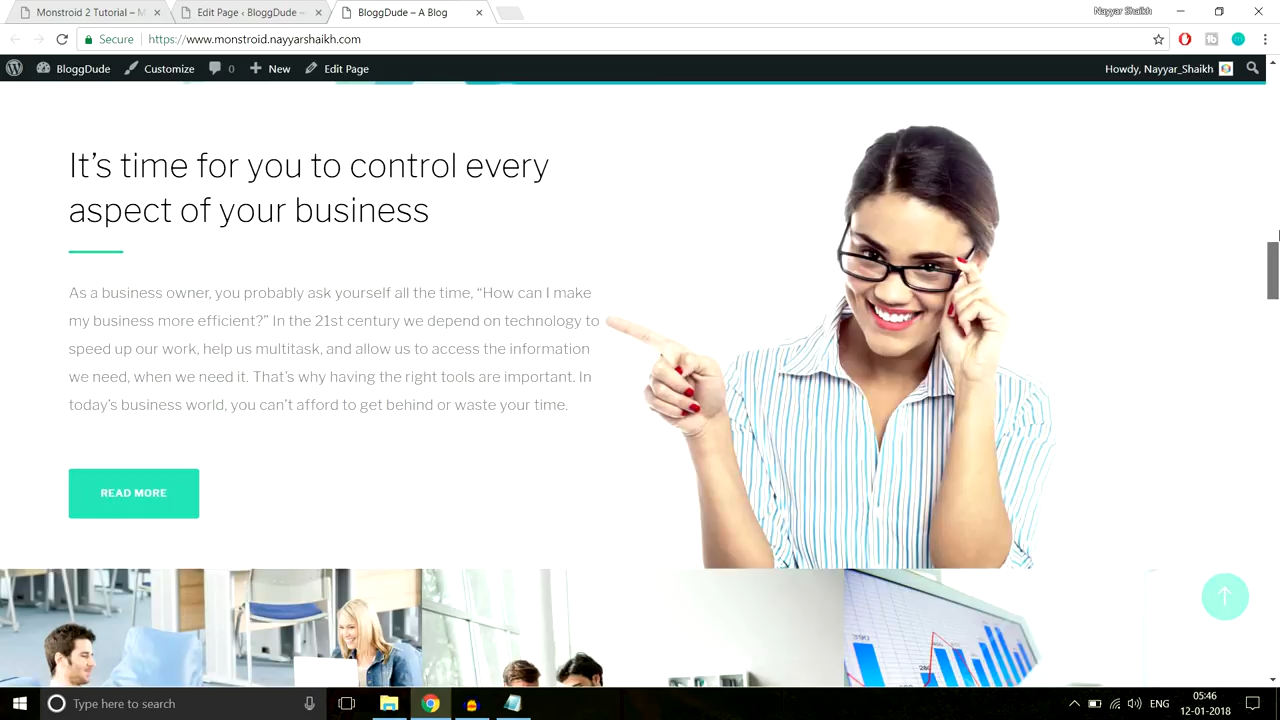 Monstroid 2 Tutorial – M
Edit Page ‹ BloggDude –
BloggDude – A Blog
Nayyar Shaikh
Secure
https://www.monstroid.nayyarshaikh.com
BloggDude
Customize
0
New
Edit Page
Howdy, Nayyar_Shaikh
It's time for you to control every
aspect of your business
As a business owner, you probably ask yourself all the time, “How can I make
my business more efficient?” In the 21st century we depend on technology to
speed up our work, help us multitask, and allow us to access the information
we need, when we need it. That's why having the right tools are important. In
today's business world, you can't afford to get behind or waste your time.
READ MORE
Type here to search
ENG
05:46
12-01-2018